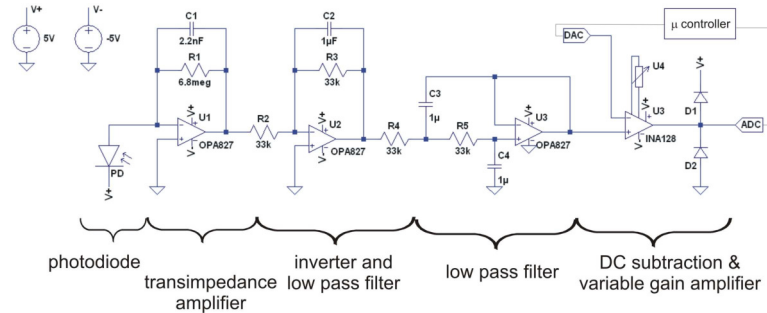 V+
V-
5V
-5V
C1
2.2nF
R1
6.8meg
V+
U1
OPA827
V-
PD
V+
R2
33k
C2
1µF
R3
33k
V+
U2
OPA827
V-
R4
33k
C3
1µ
R5
33k
C4
1µ
V+
U3
OPA827
DAC
µ controller
U4
V+
U3
INA128
V-
V+
D1
D2
ADC
photodiode
transimpedance
amplifier
inverter and
low pass filter
low pass filter
DC subtraction &
variable gain amplifier